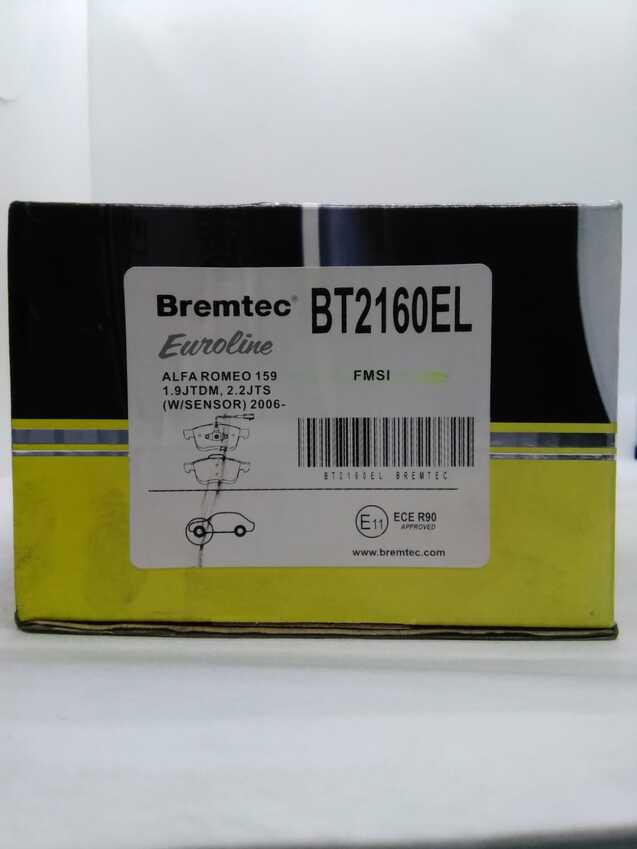 Bremtec®
BT2160EL
Euroline
ALFA ROMEO 159
1.9JTDM, 2.2JTS
(W/SENSOR) 2006-
FMSI
BT2160EL BREMTEC
E11
ECE R90
APPROVED
www.bremtec.com